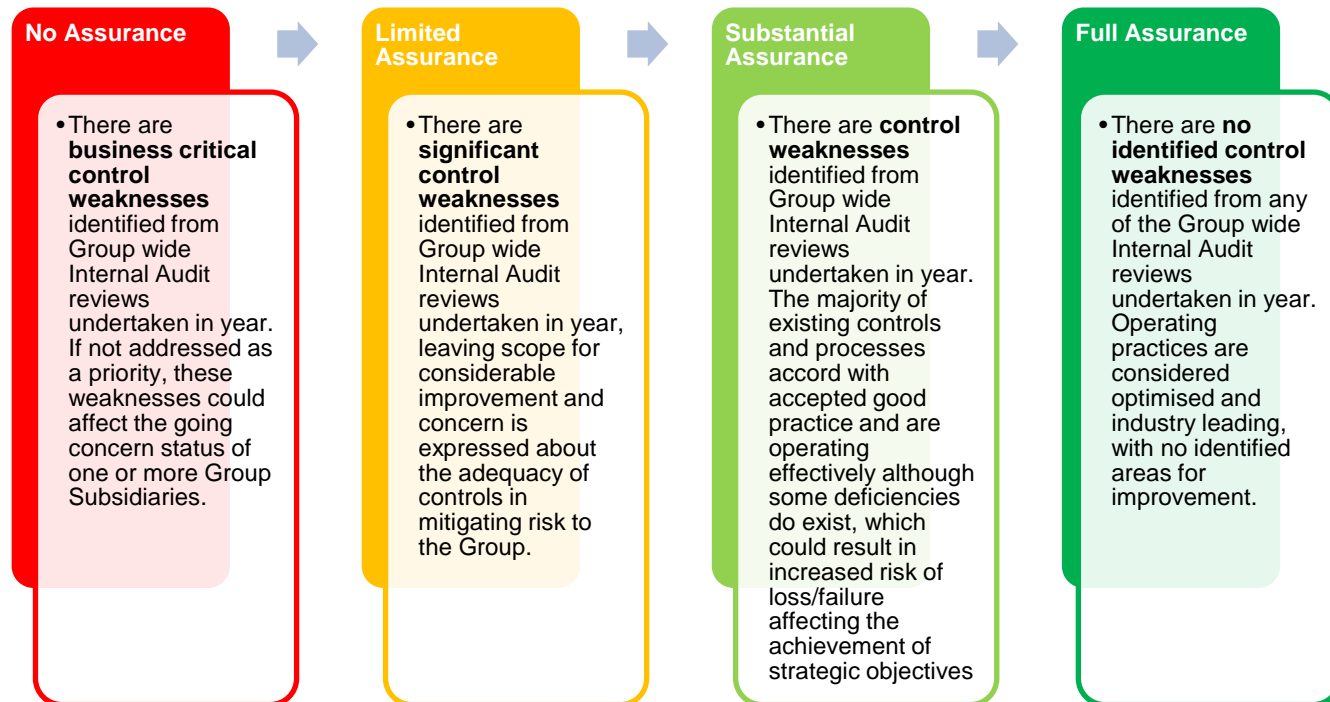 No Assurance
• There are
business critical
control
weaknesses
identified from
Group wide
Internal Audit
reviews
undertaken in year.
If not addressed as
a priority, these
weaknesses could
affect the going
concern status of
one or more Group
Subsidiaries.
Limited
Assurance
• There are
significant
control
weaknesses
identified from
Group wide
Internal Audit
reviews
undertaken in year,
leaving scope for
considerable
improvement and
concern is
expressed about
the adequacy of
controls in
mitigating risk to
the Group.
Substantial
Assurance
• There are control
weaknesses
identified from
Group wide
Internal Audit
reviews
undertaken in year.
The majority of
existing controls
and processes
accord with
accepted good
practice and are
operating
effectively although
some deficiencies
do exist, which
could result in
increased risk of
loss/failure
affecting the
achievement of
strategic objectives
Full Assurance
• There are no
identified control
weaknesses
identified from any
of the Group wide
Internal Audit
reviews
undertaken in year.
Operating
practices are
considered
optimised and
industry leading,
with no identified
areas for
improvement.